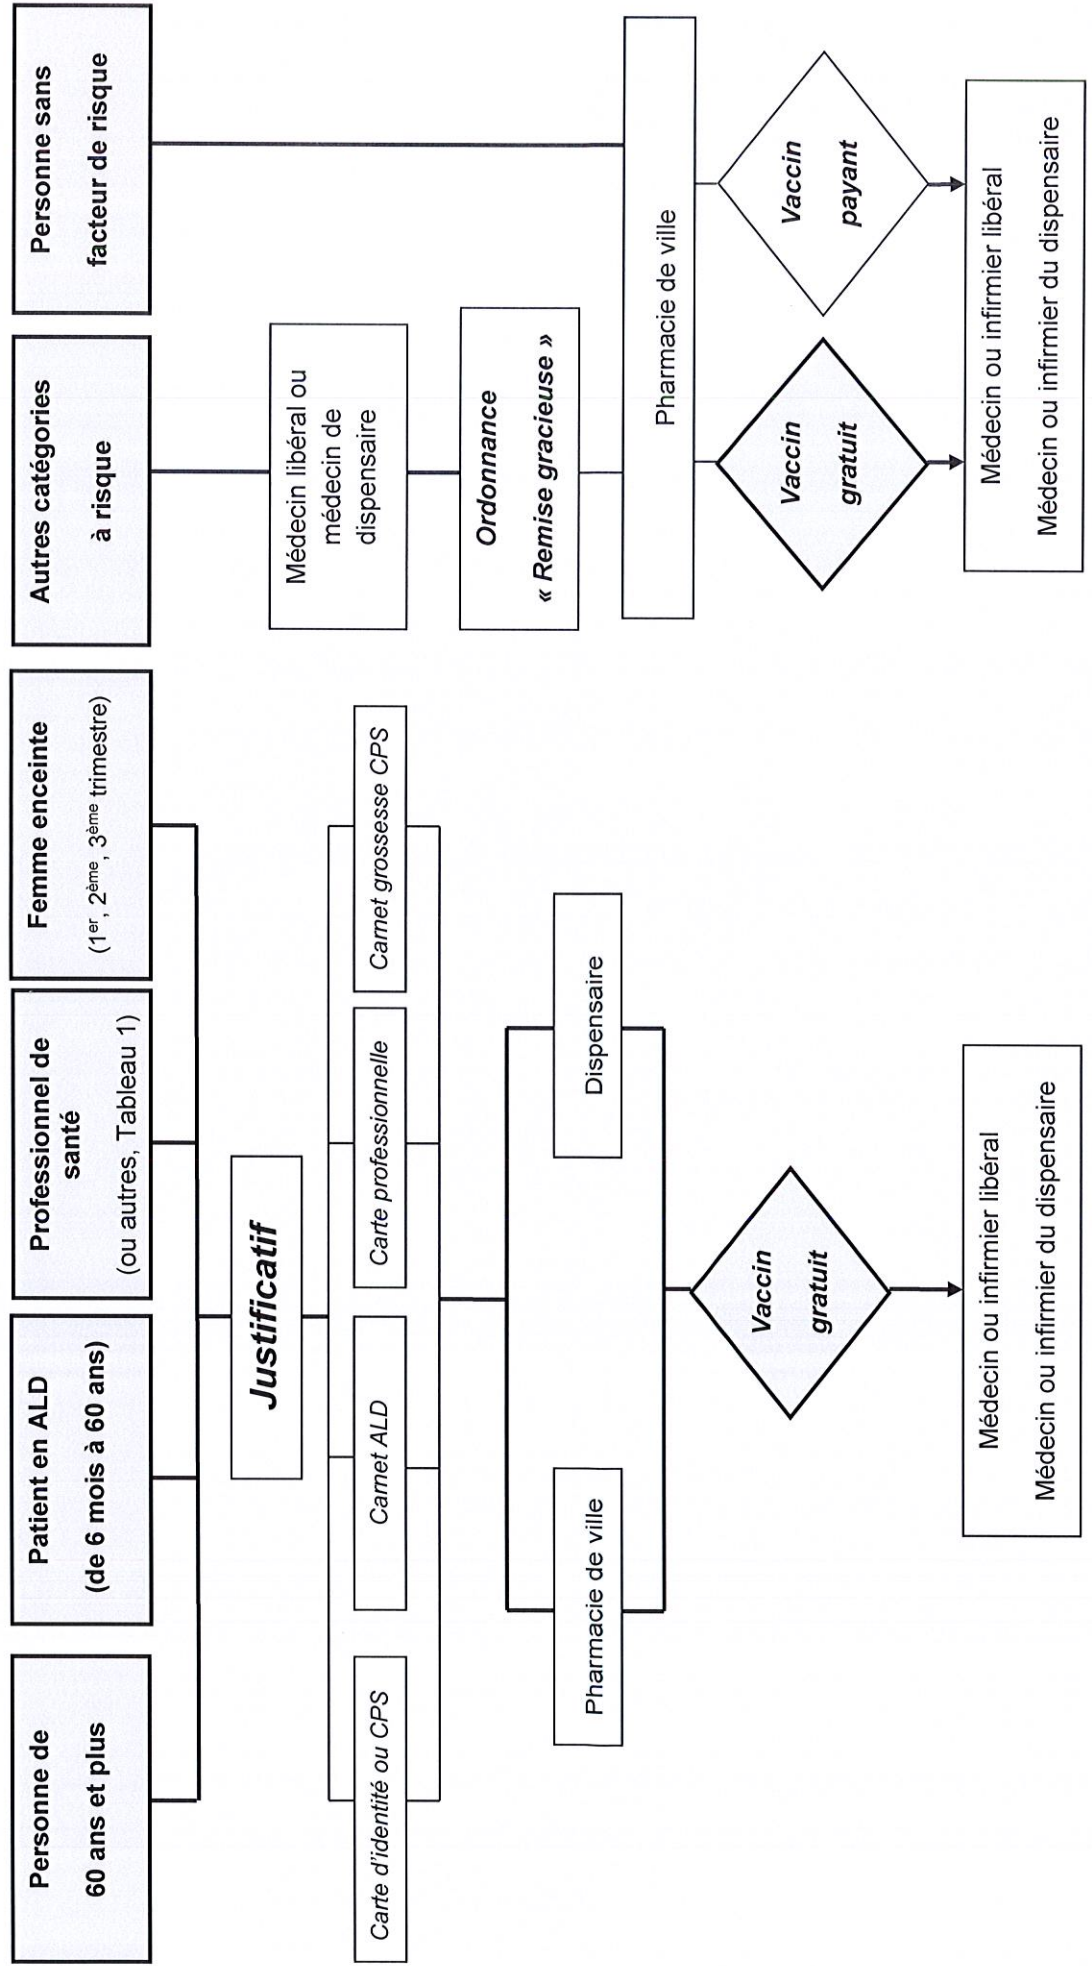 Personne de
60 ans et plus
Patient en ALD
(de 6 mois à 60 ans)
Professionnel de
santé
(ou autres, Tableau 1)
Femme enceinte
(1er, 2ème, 3ème trimestre)
Autres catégories
à risque
Personne sans
facteur de risque
Justificatif
Carte d'identité ou CPS
Carnet ALD
Carte professionnelle
Carnet grossesse CPS
Pharmacie de ville
Dispensaire
Vaccin
gratuit
Médecin ou infirmier libéral
Médecin ou infirmier du dispensaire
Médecin libéral ou
médecin de
dispensaire
Ordonnance
« Remise gracieuse »
Pharmacie de ville
Vaccin
gratuit
Vaccin
payant
Médecin ou infirmier libéral
Médecin ou infirmier du dispensaire